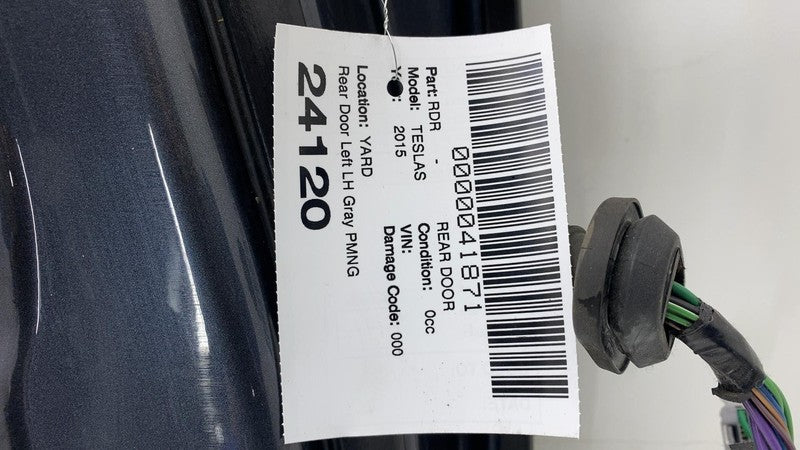 0000041871
Part: RDR - REAR DOOR
Model: TESLAS Condition: 0cc
2015 VIN:
Damage Code: 000
Location: YARD
Rear Door Left LH Gray PMNG
24120